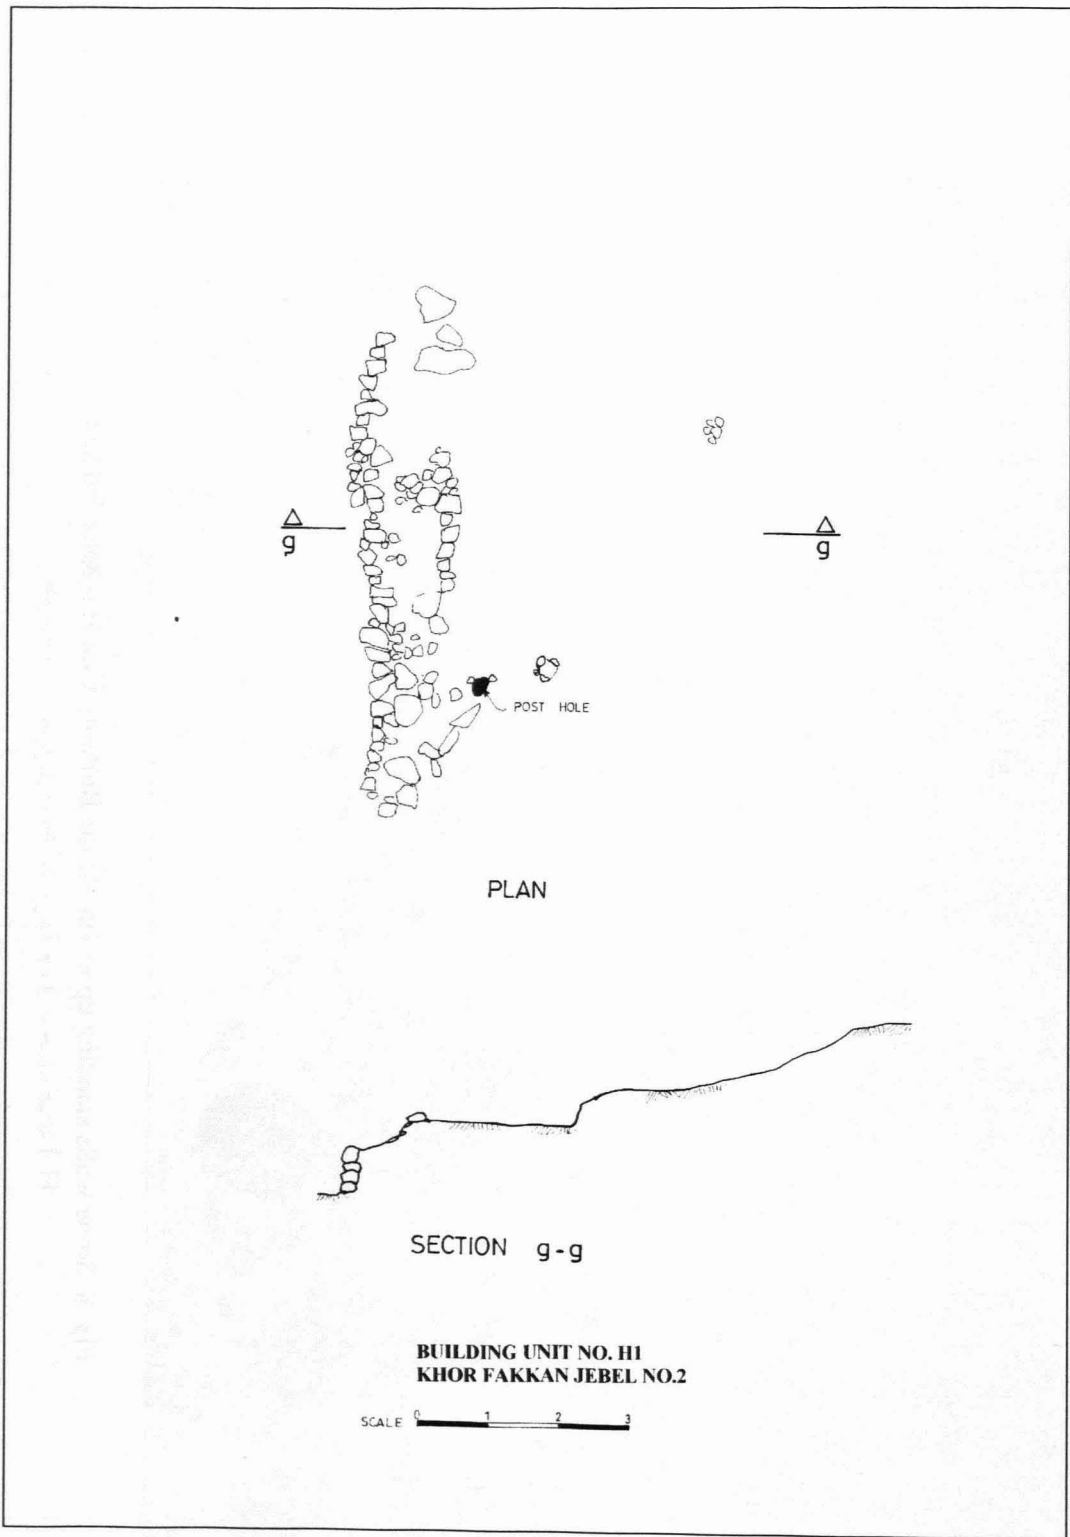 g
g
POST HOLE
PLAN
SECTION g-g
BUILDING UNIT NO. H1
KHOR FAKKAN JEBEL NO.2
SCALE 0 1 2 3